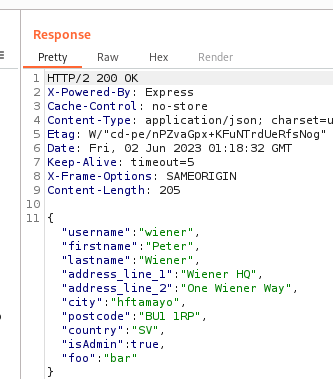 Response
Pretty Raw Hex Render
1 HTTP/2 200 OK
2 X-Powered-By: Express
3 Cache-Control: no-store
4 Content-Type: application/json; charset=u
5 Etag: W/"cd-pe/nPZvaGpx+KFuNTrdUeRfsNog"
6 Date: Fri, 02 Jun 2023 01:18:32 GMT
7 Keep-Alive: timeout=5
8 X-Frame-Options: SAMEORIGIN
9 Content-Length: 205
10
11 {
"username":"wiener",
"firstname":"Peter",
"lastname":"Wiener",
"address_line_1":"Wiener HQ",
"address_line_2":"One Wiener Way",
"city":"hftamayo",
"postcode":"BU1 1RP",
"country":"SV",
"isAdmin":true,
"foo":"bar"
}